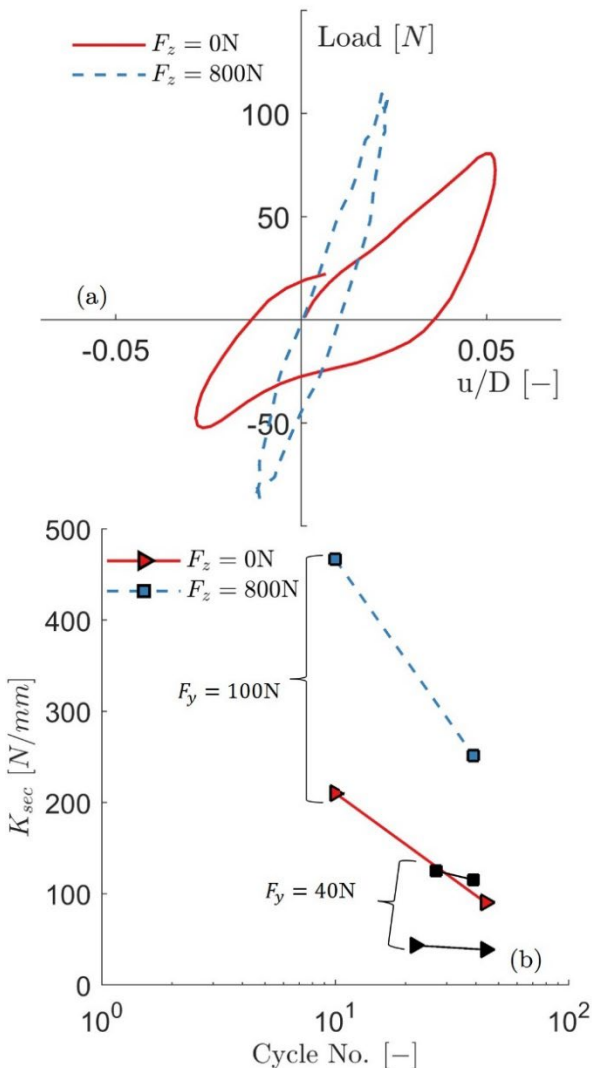 Load [N]
F_z = 0N
F_z = 800N
100
50
(a)
-0.05
0.05
u/D [−]
-50
500
F_z = 0N
F_z = 800N
400
F_y = 100N
300
K_sec [N/mm]
200
F_y = 40N
100
(b)
0
10^0
10^1
10^2
Cycle No. [−]